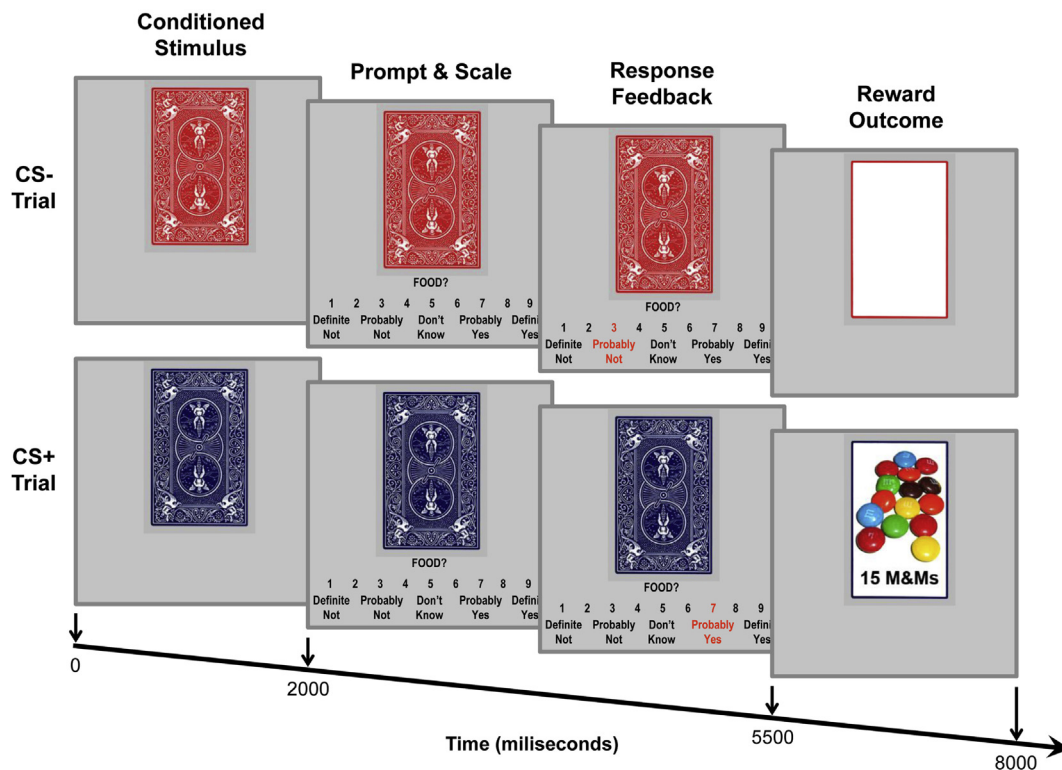 Conditioned
Stimulus
Prompt & Scale
Response
Feedback
Reward
Outcome
CS-
Trial
FOOD?
1 2 3 4 5 6 7 8 9
Definite Probably Don't Probably Defini
Not Not Know Yes Yes
FOOD?
1 2 3 4 5 6 7 8 9
Definite Probably Don't Probably Defini
Not Not Know Yes Yes
CS+
Trial
FOOD?
1 2 3 4 5 6 7 8 9
Definite Probably Don't Probably Defini
Not Not Know Yes Yes
FOOD?
1 2 3 4 5 6 7 8 9
Definite Probably Don't Probably Defini
Not Not Know Yes Yes
15 M&Ms
0
2000
5500
8000
Time (miliseconds)